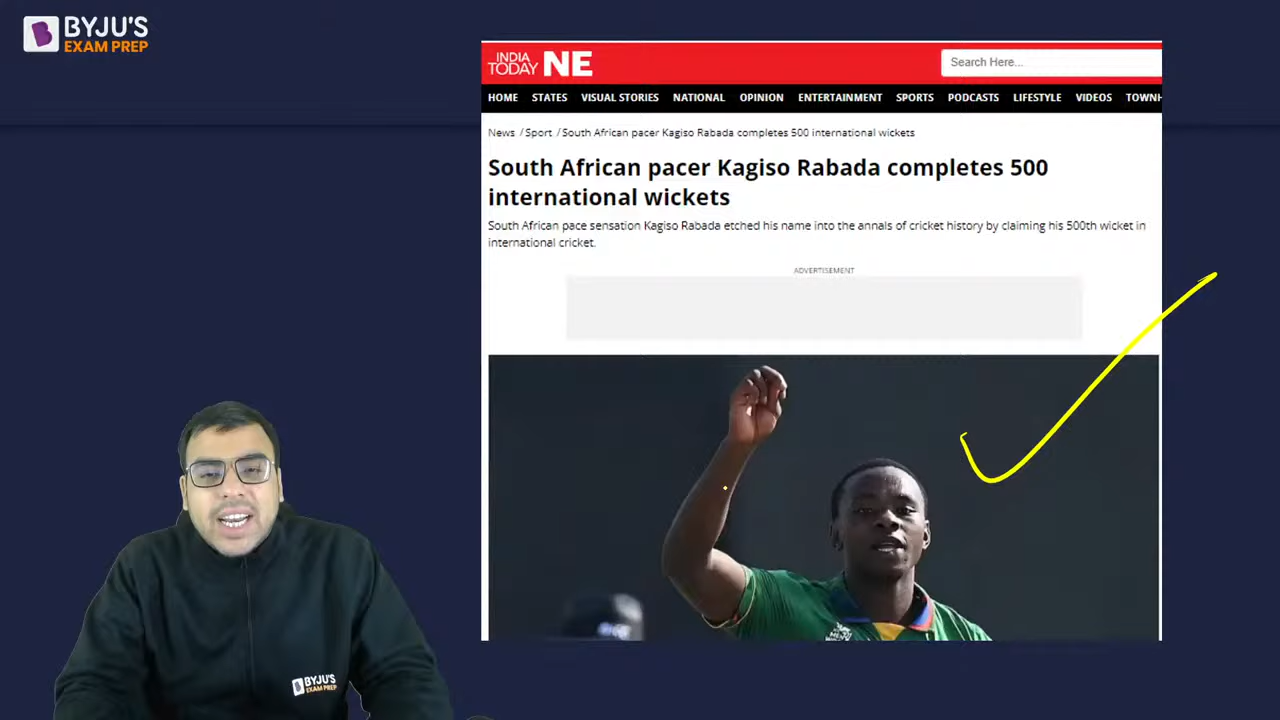 BYJU'S
EXAM PREP
INDIA
TODAY NE
Search Here...
HOME STATES VISUAL STORIES NATIONAL OPINION ENTERTAINMENT SPORTS PODCASTS LIFESTYLE VIDEOS TOWNH
News / Sport / South African pacer Kagiso Rabada completes 500 international wickets
South African pacer Kagiso Rabada completes 500
international wickets
South African pace sensation Kagiso Rabada etched his name into the annals of cricket history by claiming his 500th wicket in
international cricket.
ADVERTISEMENT
BYJU'S
EXAM PREP